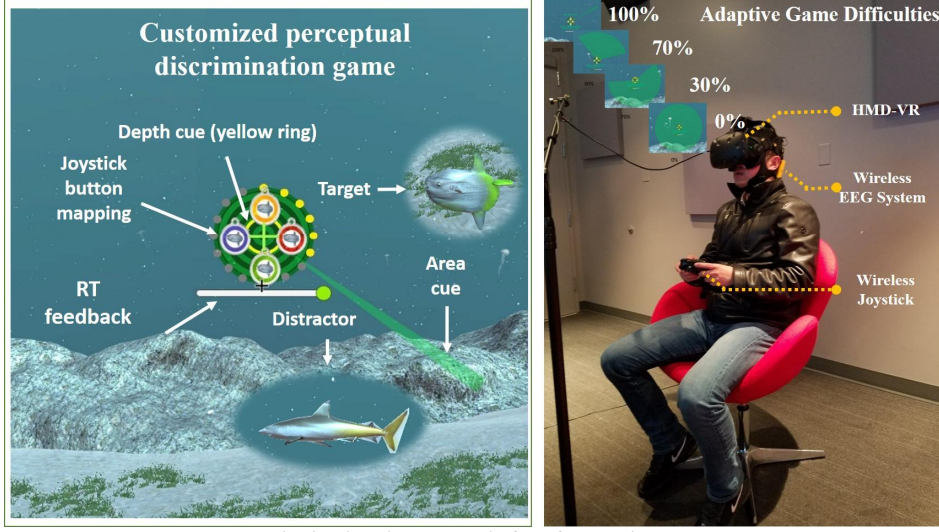 Customized perceptual
discrimination game
Depth cue (yellow ring)
Joystick
button
mapping
Target
Area
cue
RT
feedback
Distractor
Adaptive Game Difficulties
100%
70%
30%
0%
HMD-VR
Wireless
EEG System
Wireless
Joystick